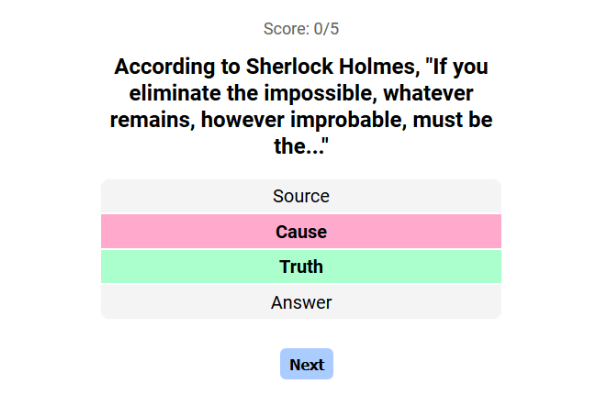 Score: 0/5
According to Sherlock Holmes, "If you
eliminate the impossible, whatever
remains, however improbable, must be
the..."
Source
Cause
Truth
Answer
Next